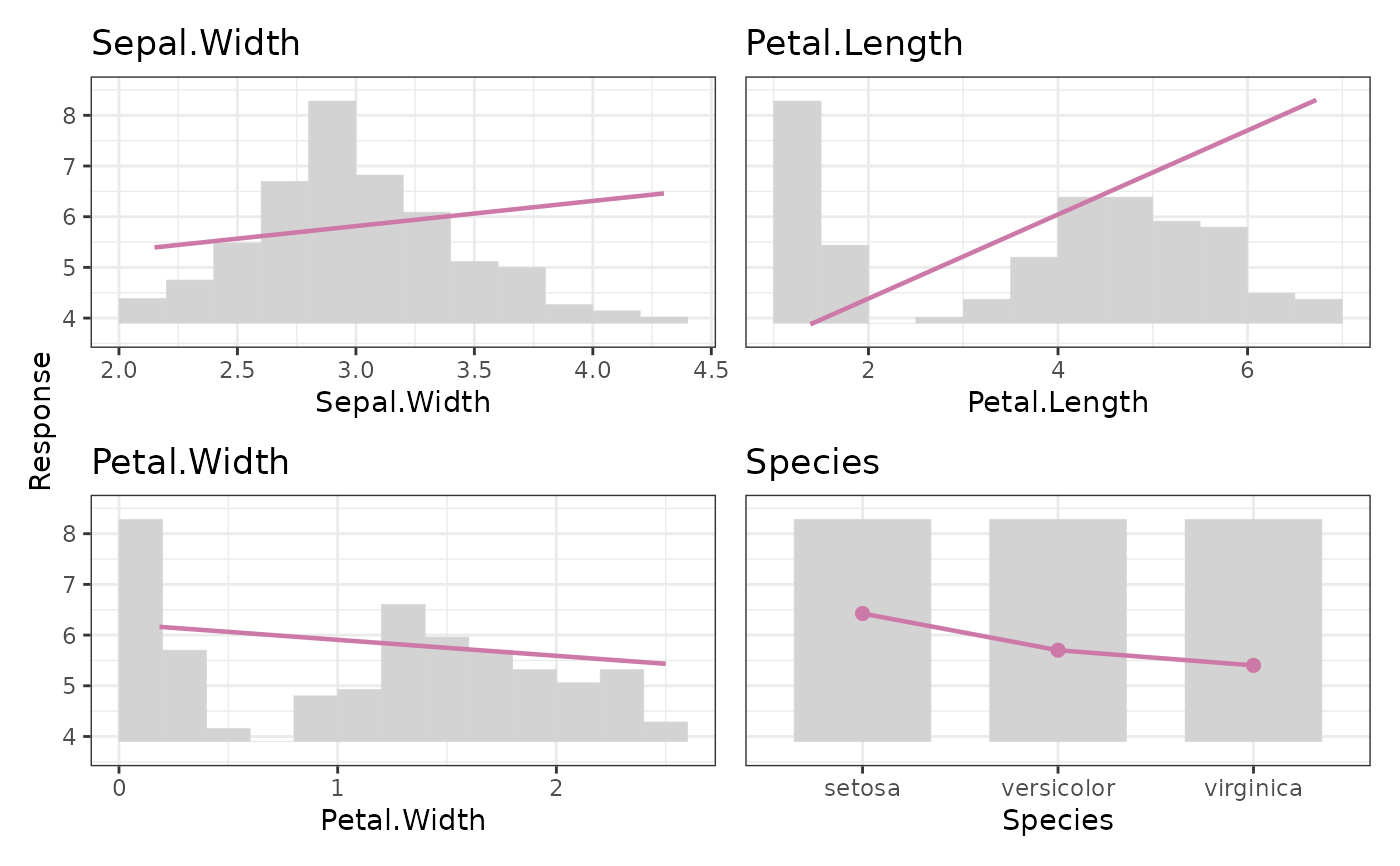 Response
Sepal.Width
8
7
6
5
4
2.0 2.5 3.0 3.5 4.0 4.5
Sepal.Width
Petal.Length
2 4 6
Petal.Length
Petal.Width
8
7
6
5
4
0 1 2
Petal.Width
Species
setosa versicolor virginica
Species